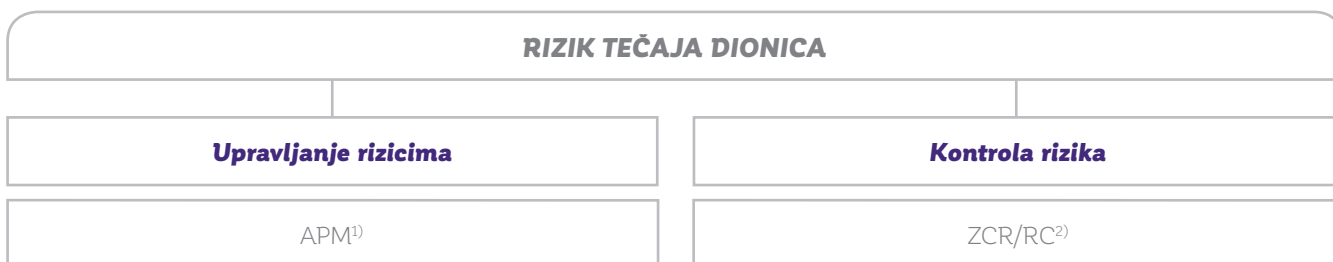 RIZIK TEČAJA DIONICA
Upravljanje rizicima
Kontrola rizika
APM¹⁾
ZCR/RC²⁾